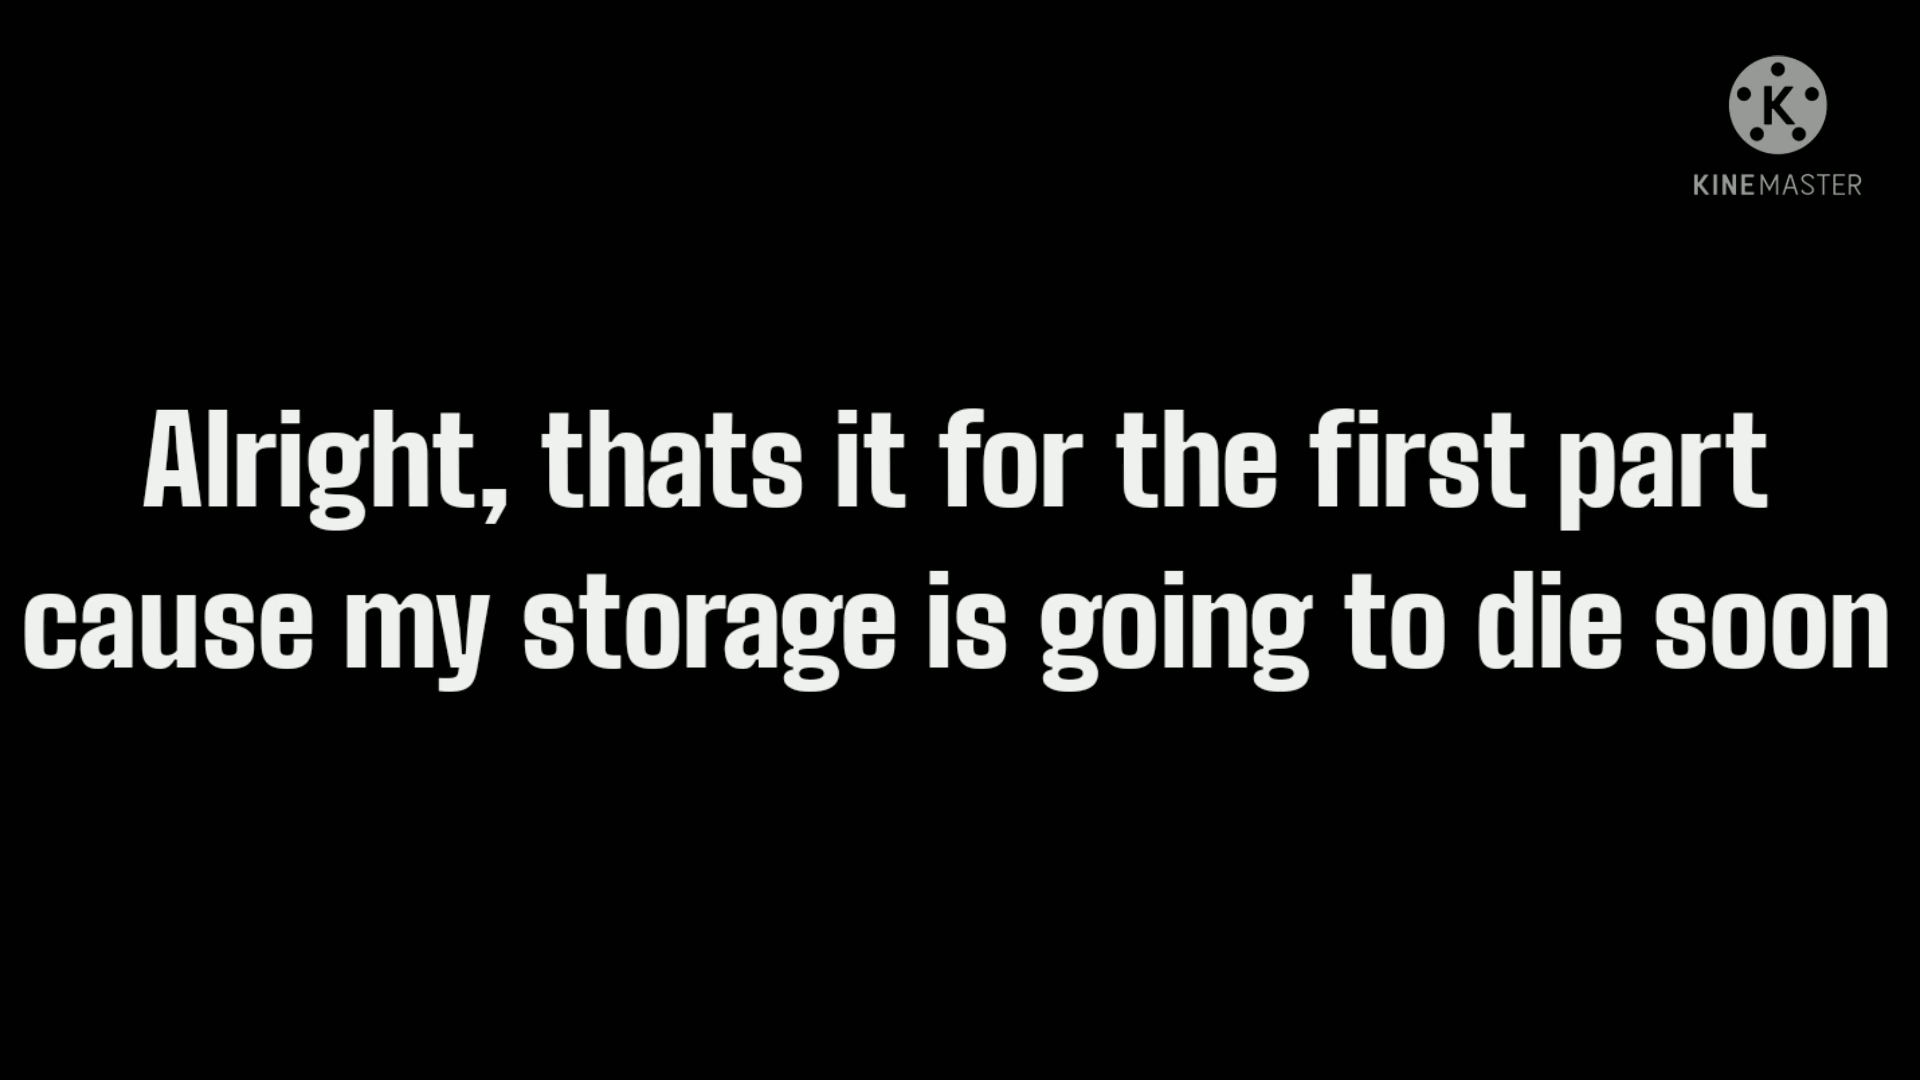 K
KINEMASTER
Alright, thats it for the first part
cause my storage is going to die soon